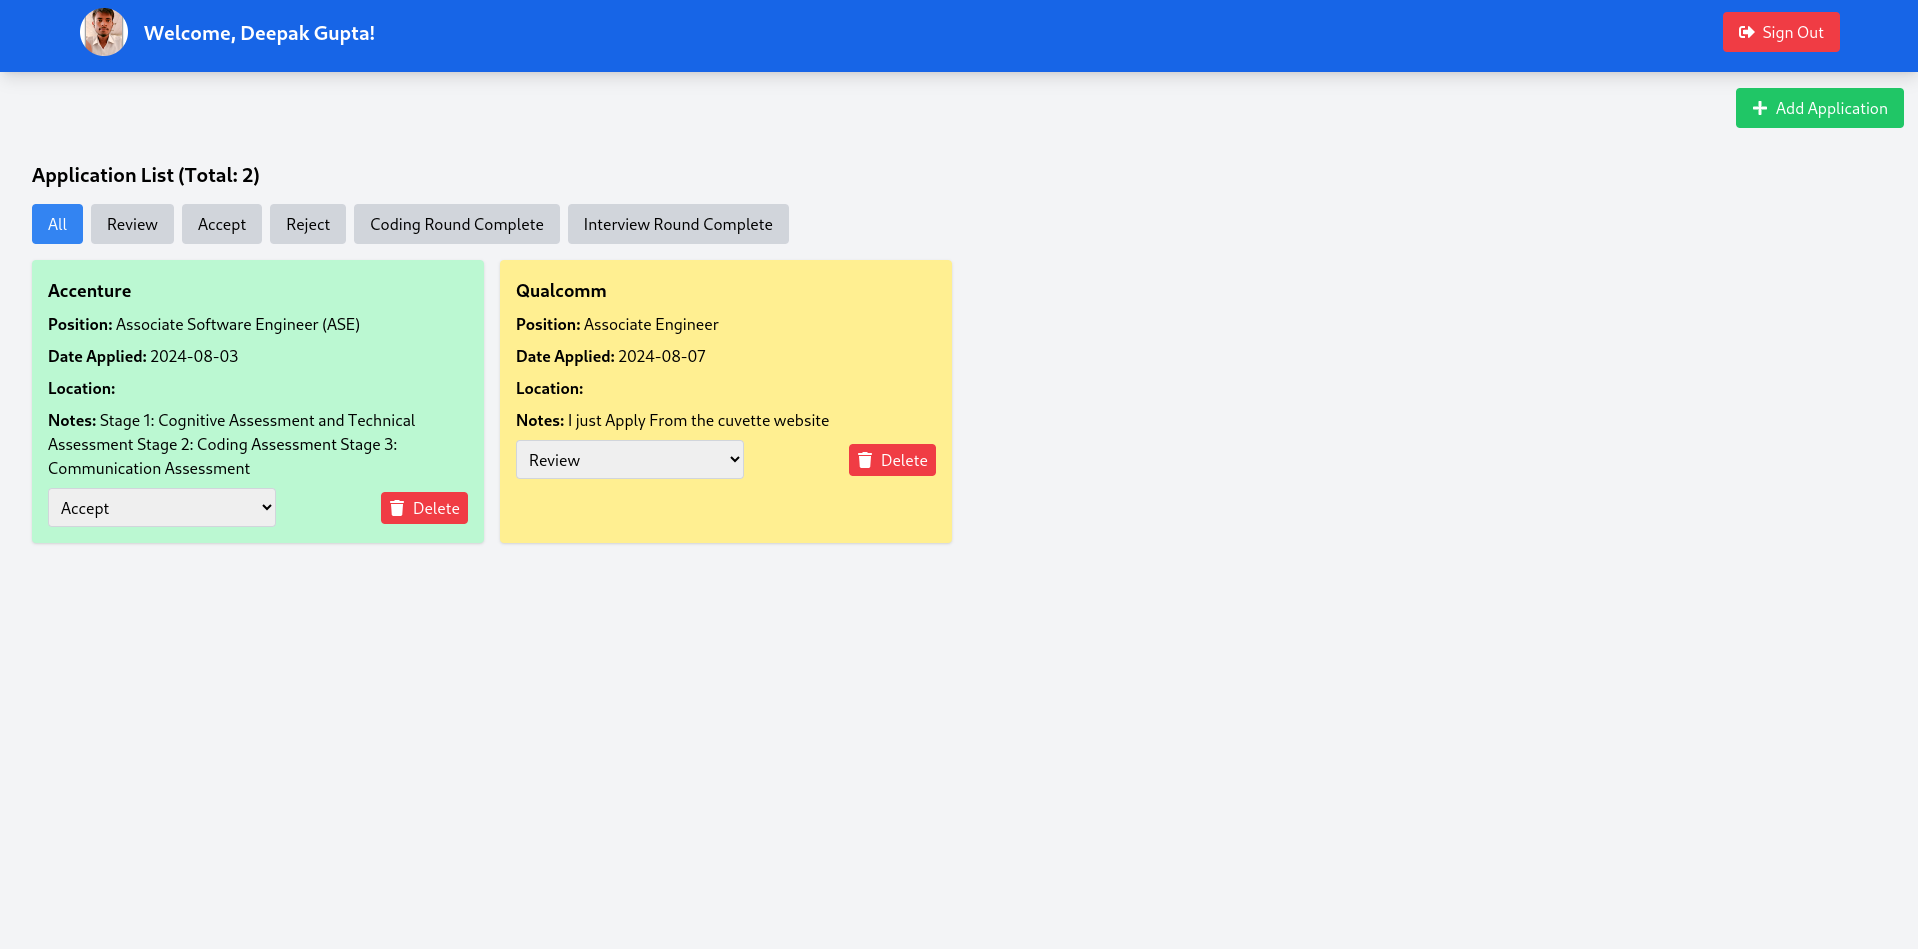 Welcome, Deepak Gupta!
Sign Out
Add Application
Application List (Total: 2)
All
Review
Accept
Reject
Coding Round Complete
Interview Round Complete
Accenture
Position: Associate Software Engineer (ASE)
Date Applied: 2024-08-03
Location:
Notes: Stage 1: Cognitive Assessment and Technical
Assessment Stage 2: Coding Assessment Stage 3:
Communication Assessment
Accept
Delete
Qualcomm
Position: Associate Engineer
Date Applied: 2024-08-07
Location:
Notes: I just Apply From the cuvette website
Review
Delete